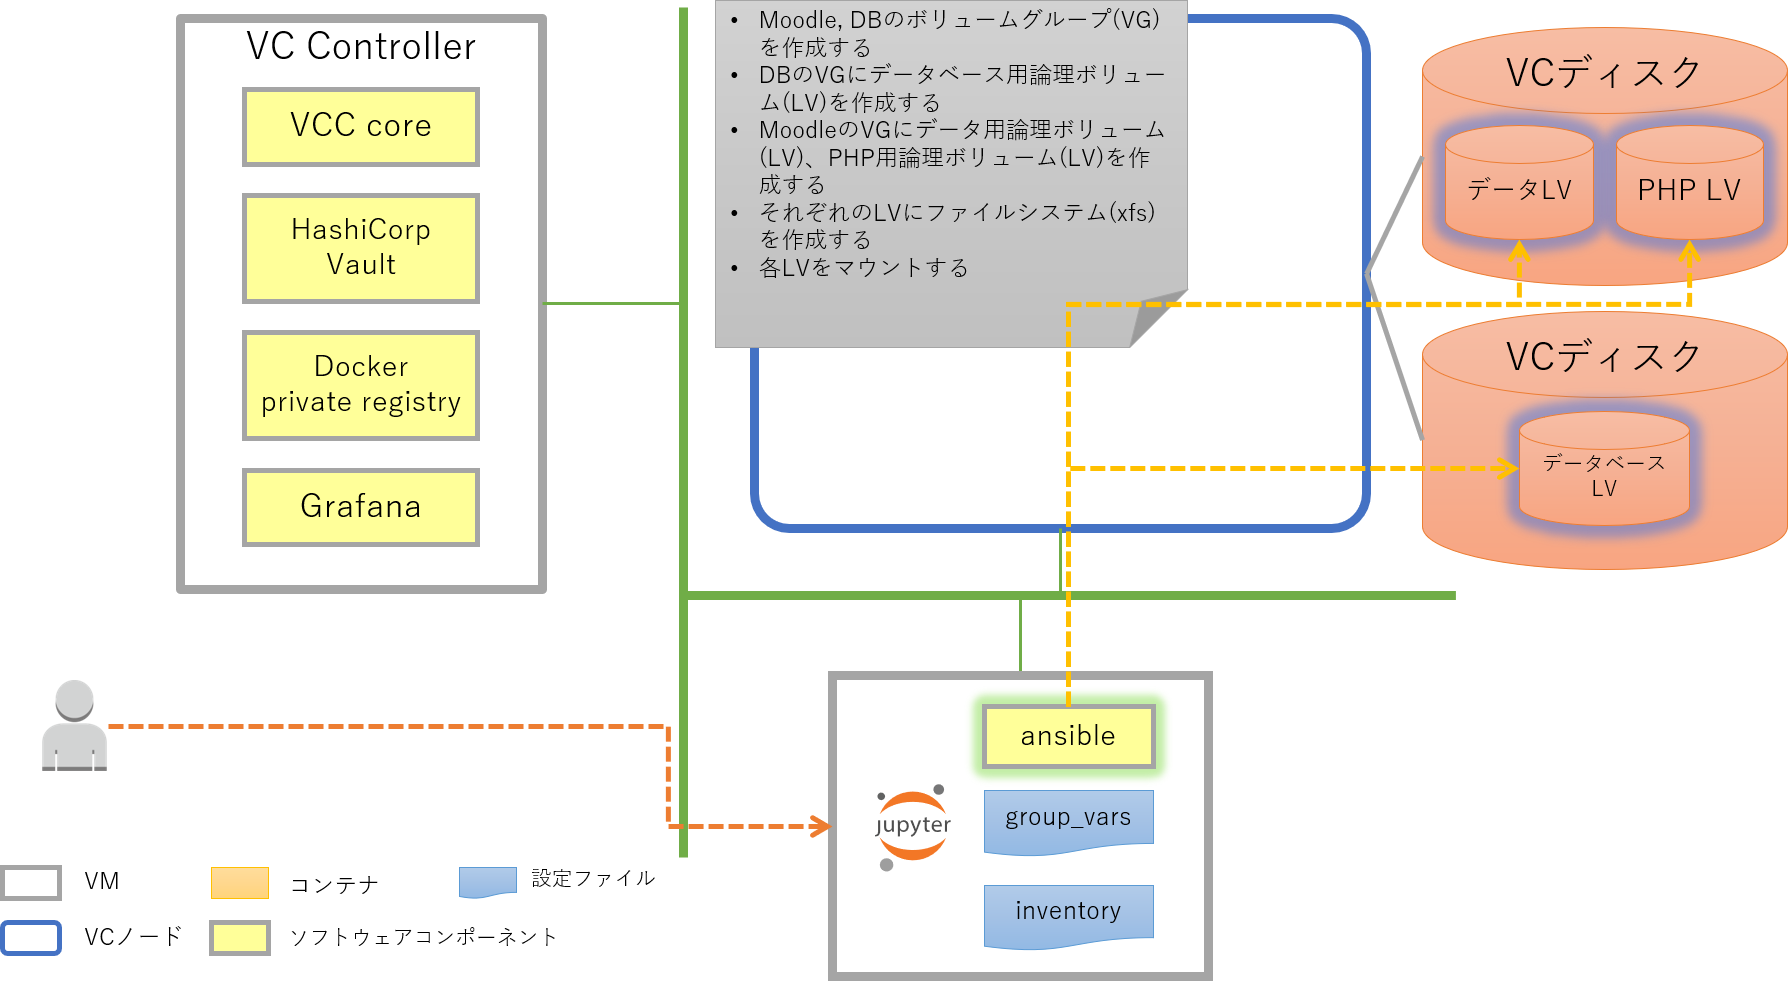 VC Controller
VCC core
HashiCorp
Vault
Docker
private registry
Grafana
• Moodle, DBのボリュームグループ(VG)
を作成する
• DBのVGにデータベース用論理ボリュー
ム(LV)を作成する
• MoodleのVGにデータ用論理ボリューム
(LV)、PHP用論理ボリューム(LV)を作
成する
• それぞれのLVにファイルシステム(xfs)
を作成する
• 各LVをマウントする
VCディスク
データLV
PHP LV
VCディスク
データベース
LV
ansible
jupyter
group_vars
inventory
VM
コンテナ
設定ファイル
VCノード
ソフトウェアコンポーネント